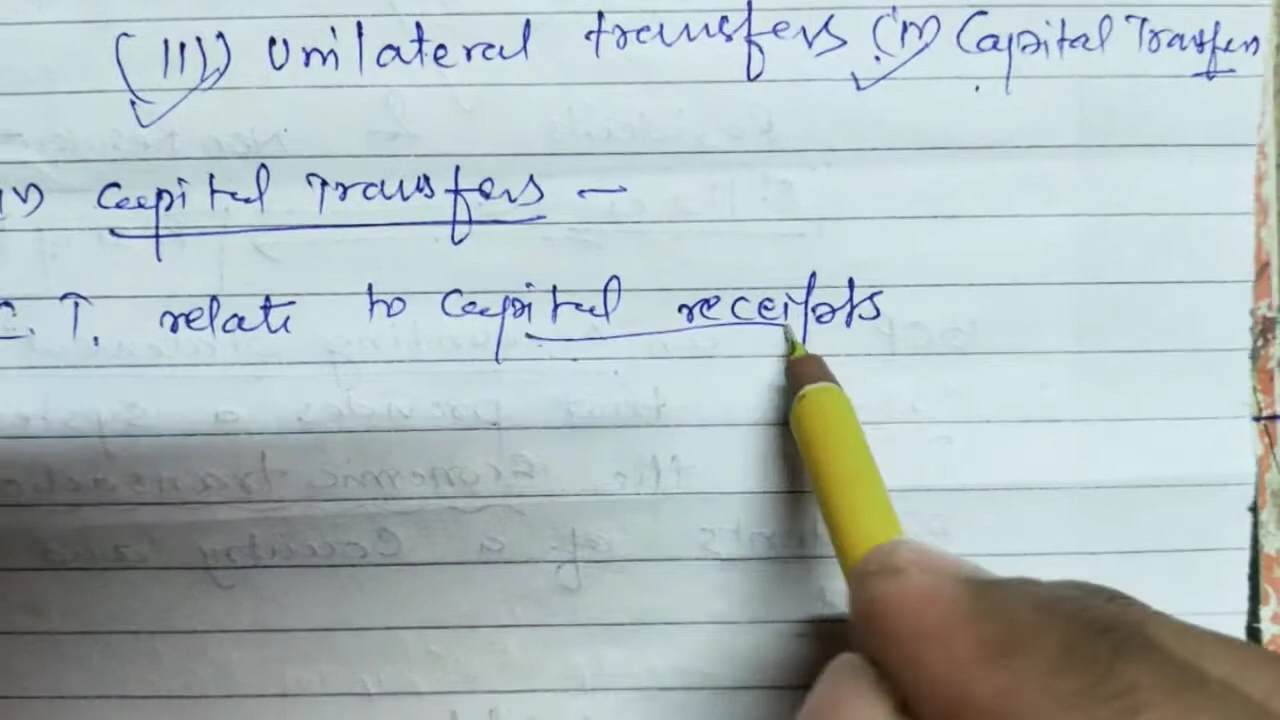 (III) Unilateral transfers (IV) Capital Transfers
IV) Capital Transfers -
C.T. relate to Capital receipts